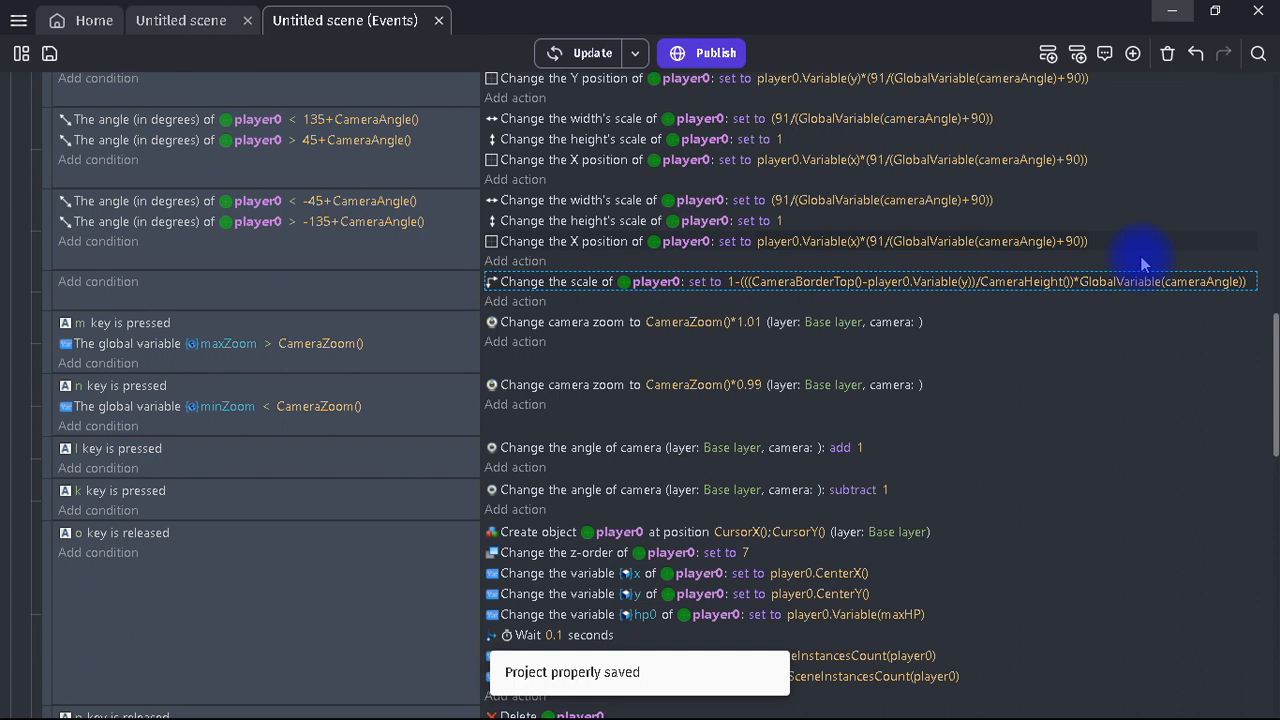 Home
Untitled scene
Untitled scene (Events)
Update
Publish
Add condition
Change the Y position of player0: set to player0.Variable(y)*(91/(GlobalVariable(cameraAngle)+90))
Add action
The angle (in degrees) of player0 < 135+CameraAngle()
Change the width's scale of player0: set to (91/(GlobalVariable(cameraAngle)+90))
The angle (in degrees) of player0 > 45+CameraAngle()
Change the height's scale of player0: set to 1
Add condition
Change the X position of player0: set to player0.Variable(x)*(91/(GlobalVariable(cameraAngle)+90))
Add action
The angle (in degrees) of player0 < -45+CameraAngle()
Change the width's scale of player0: set to (91/(GlobalVariable(cameraAngle)+90))
The angle (in degrees) of player0 > -135+CameraAngle()
Change the height's scale of player0: set to 1
Add condition
Change the X position of player0: set to player0.Variable(x)*(91/(GlobalVariable(cameraAngle)+90))
Add action
Add condition
Change the scale of player0: set to 1-(((CameraBorderTop()-player0.Variable(y))/CameraHeight())*GlobalVariable(cameraAngle))
Add action
m key is pressed
Change camera zoom to CameraZoom()*1.01 (layer: Base layer, camera: )
The global variable maxZoom > CameraZoom()
Add action
Add condition
n key is pressed
Change camera zoom to CameraZoom()*0.99 (layer: Base layer, camera: )
The global variable minZoom < CameraZoom()
Add action
Add condition
l key is pressed
Change the angle of camera (layer: Base layer, camera: ): add 1
Add condition
Add action
k key is pressed
Change the angle of camera (layer: Base layer, camera: ): subtract 1
Add condition
Add action
o key is released
Create object player0 at position CursorX();CursorY() (layer: Base layer)
Add condition
Change the z-order of player0: set to 7
Change the variable x of player0: set to player0.CenterX()
Change the variable y of player0: set to player0.CenterY()
Change the variable hp0 of player0: set to player0.Variable(maxHP)
Wait 0.1 seconds
SceneInstancesCount(player0)
Project properly saved
SceneInstancesCount(player0)
Add action
Delete player0